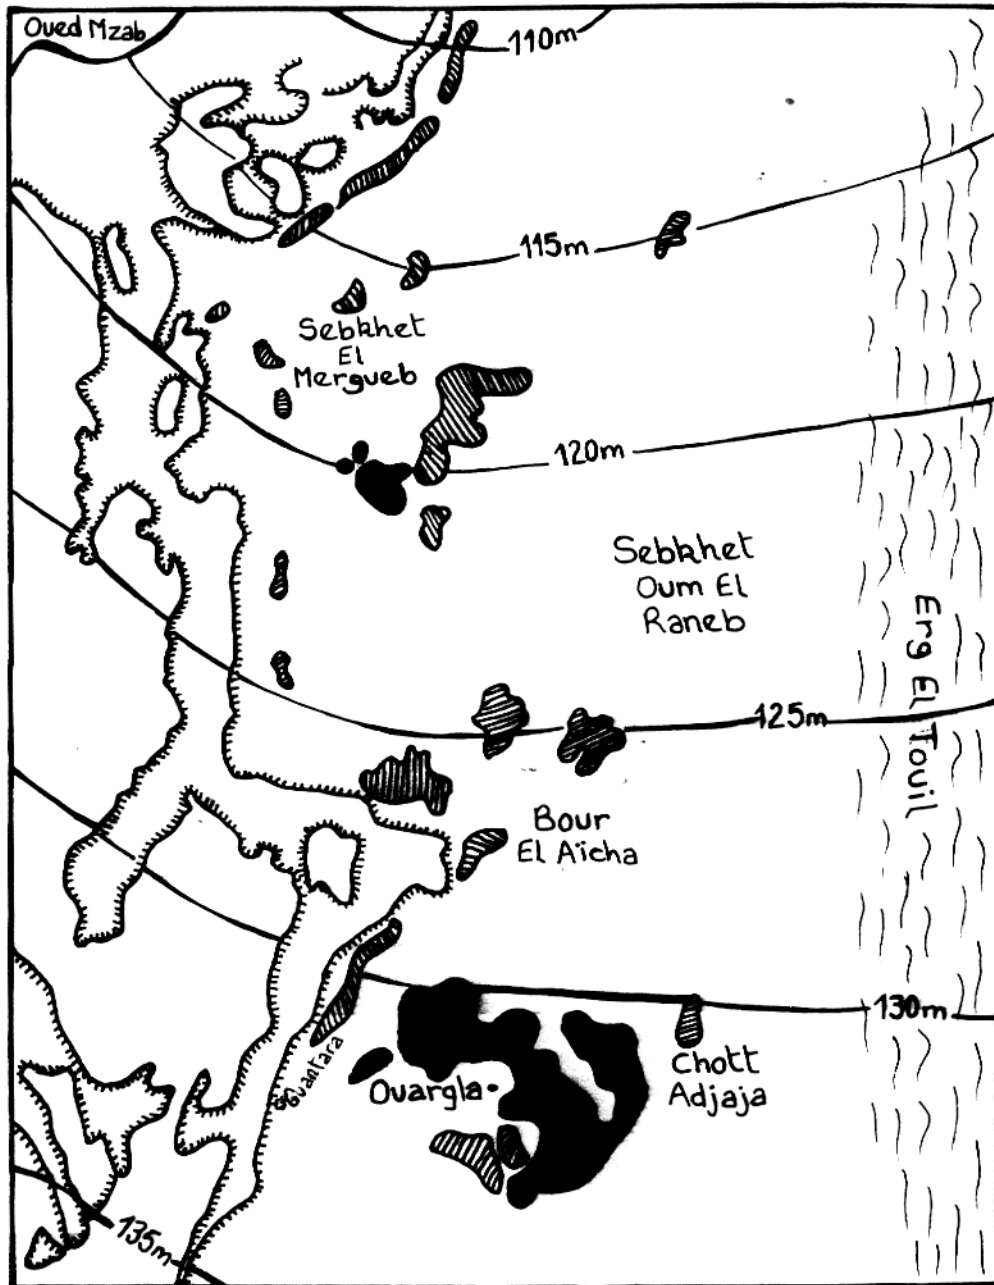 Oued Mzab
110m
115m
Sebkhet
El
Mergueb
120m
Sebkhet
Oum El
Raneb
Erg El Touil
125m
Bour
El Aïcha
130m
Guantara
Ouargla
Chott
Adjaja
135m